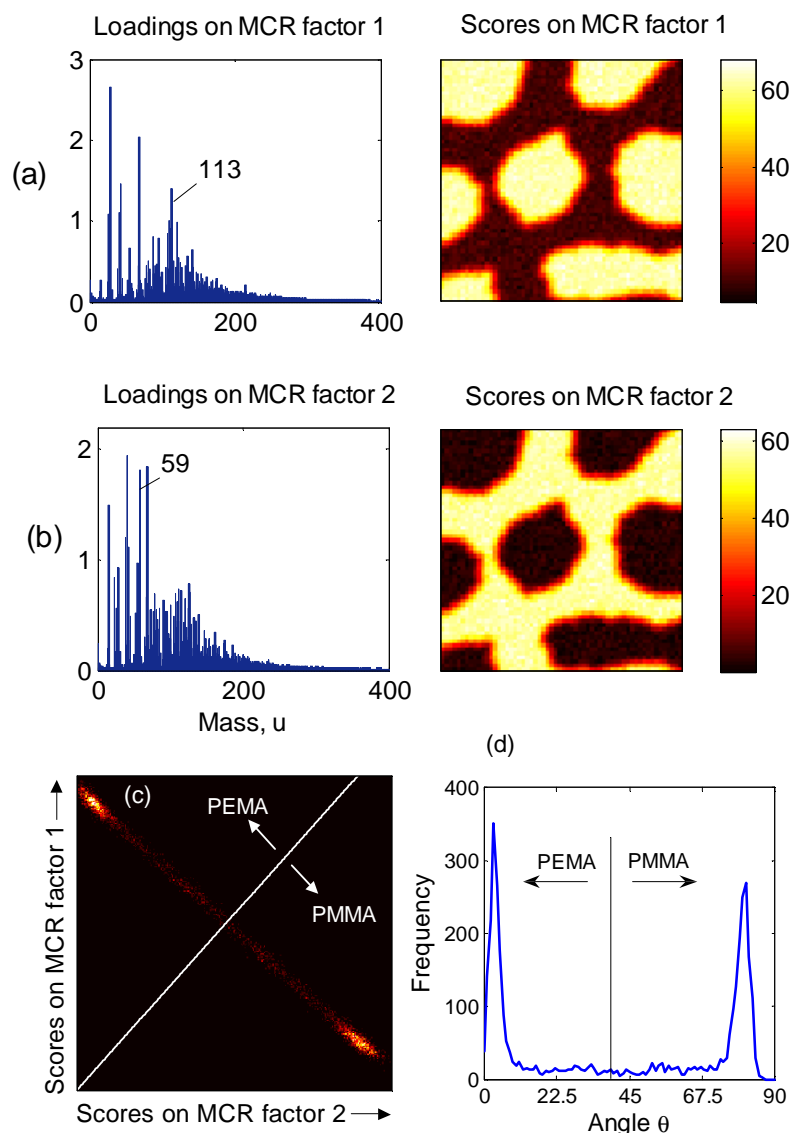 Loadings on MCR factor 1
Scores on MCR factor 1
(a)
3
2
1
0
113
0
200
400
60
40
20
Loadings on MCR factor 2
Scores on MCR factor 2
(b)
2
1
0
59
0
200
400
Mass, u
60
40
20
(c)
PEMA
PMMA
Scores on MCR factor 1
Scores on MCR factor 2
(d)
400
300
200
100
0
Frequency
PEMA
PMMA
0
22.5
45
67.5
90
Angle θ